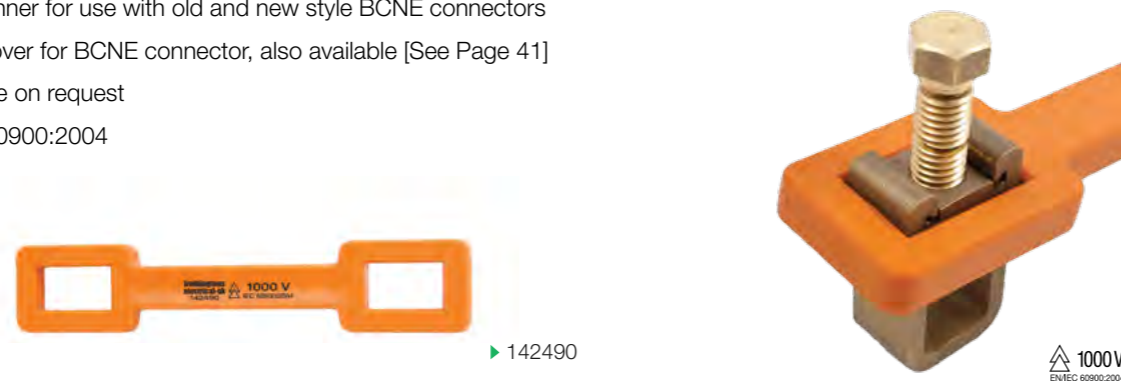 nner for use with old and new style BCNE connectors
over for BCNE connector, also available [See Page 41]
e on request
0900:2004
1000 V
142490
142490
1000 V
EN/IEC 60900:200